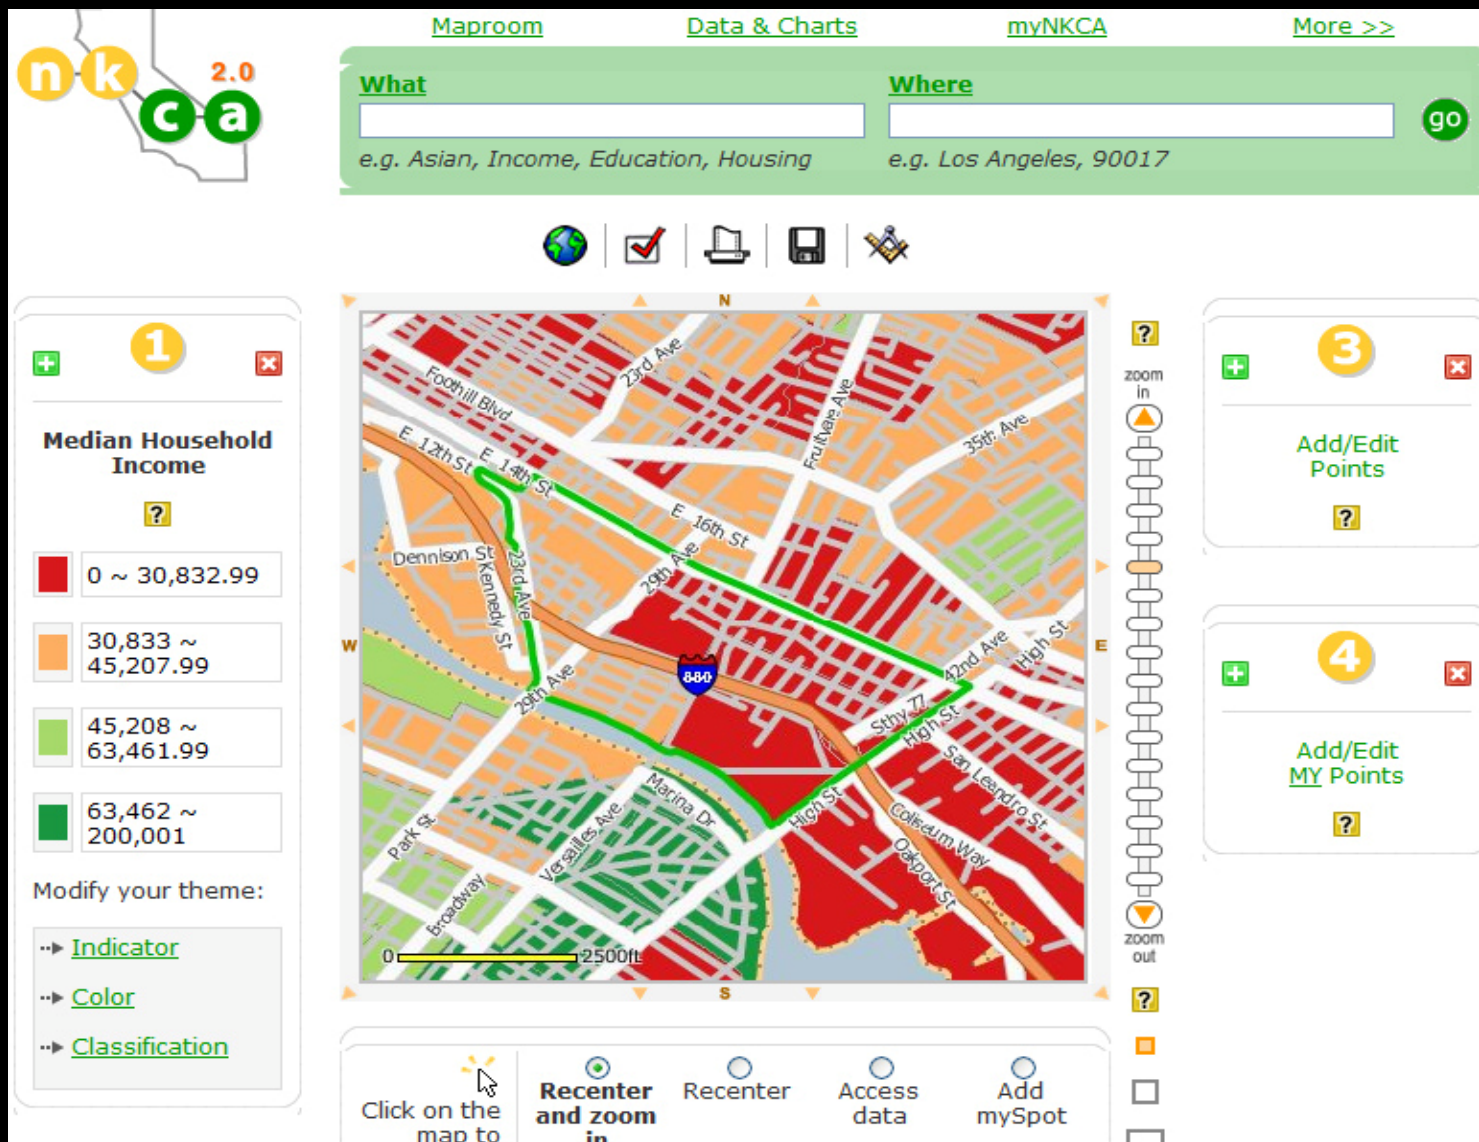 Maproom Data & Charts myNKCA More >>
n k c a 2.0
What Where
go
e.g. Asian, Income, Education, Housing e.g. Los Angeles, 90017
1
Median Household
Income
?
0 ~ 30,832.99
30,833 ~
45,207.99
45,208 ~
63,461.99
63,462 ~
200,001
Modify your theme:
Indicator
Color
Classification
N
W
E
S
23rd Ave
Foothill Blvd
Fruitvale Ave
35th Ave
E 12th St
E 14th St
E 16th St
29th Ave
Dennison St
Kennedy St
23rd Ave
42nd Ave
High St
880
29th Ave
Sthy 77
High St
San Leandro St
Marina Dr
High St
Coliseum Way
Oakport St
Park St
Versailles Ave
Broadway
0 2500ft
?
zoom
in
zoom
out
?
3
Add/Edit
Points
?
4
Add/Edit
MY Points
?
Click on the
map to
Recenter
and zoom
in
Recenter
Access
data
Add
mySpot